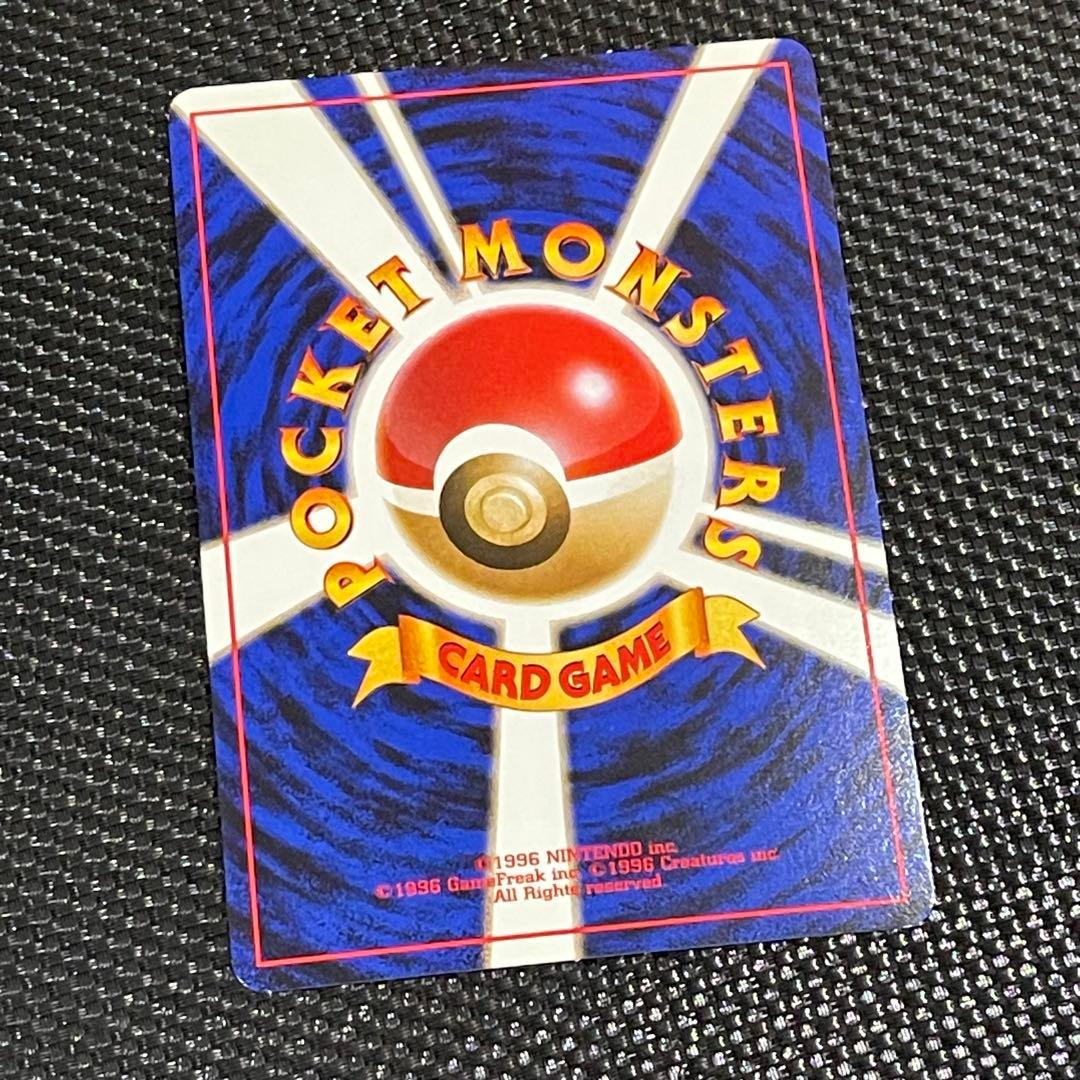 POCKET MONSTERS
CARD GAME
©1996 NINTENDO inc.
©1996 GameFreak inc. ©1996 Creatures inc.
All Rights reserved.